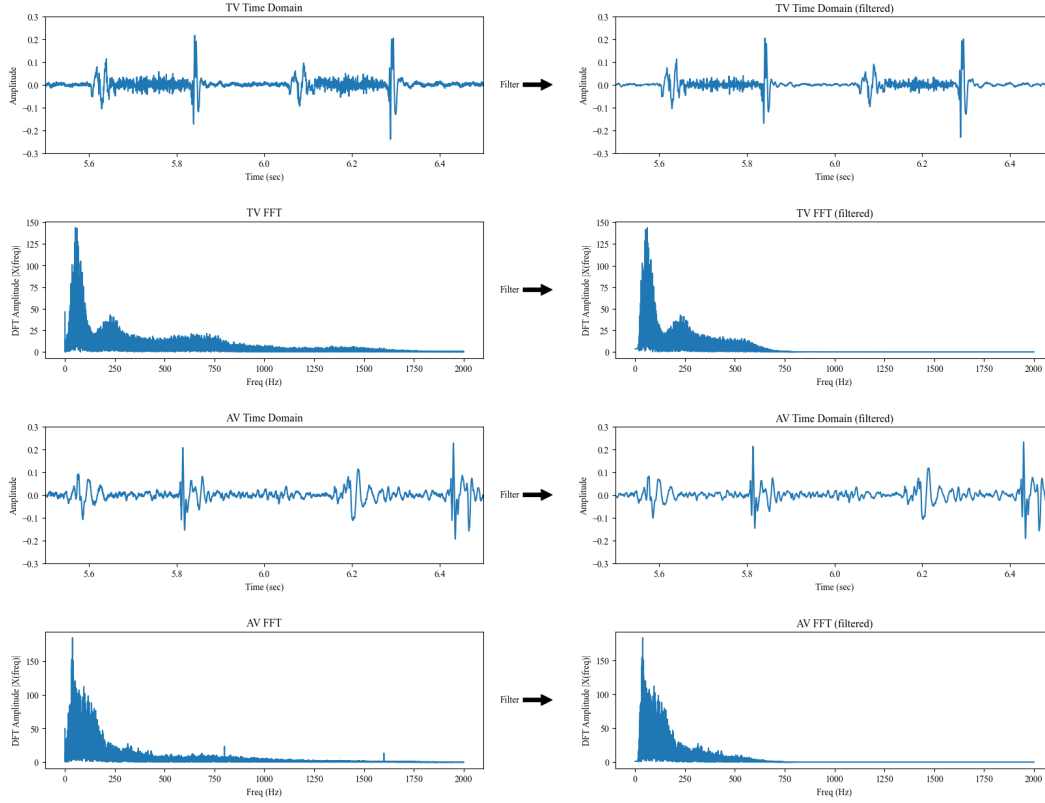 TV Time Domain
0.3
0.2
0.1
0.0
−0.1
−0.2
−0.3
Amplitude
5.6 5.8 6.0 6.2 6.4
Time (sec)
Filter
TV Time Domain (filtered)
0.3
0.2
0.1
0.0
−0.1
−0.2
−0.3
Amplitude
5.6 5.8 6.0 6.2 6.4
Time (sec)
TV FFT
150
125
100
75
50
25
0
DFT Amplitude |X(freq)|
0 250 500 750 1000 1250 1500 1750 2000
Freq (Hz)
Filter
TV FFT (filtered)
150
125
100
75
50
25
0
DFT Amplitude |X(freq)|
0 250 500 750 1000 1250 1500 1750 2000
Freq (Hz)
AV Time Domain
0.3
0.2
0.1
0.0
−0.1
−0.2
−0.3
Amplitude
5.6 5.8 6.0 6.2 6.4
Time (sec)
Filter
AV Time Domain (filtered)
0.3
0.2
0.1
0.0
−0.1
−0.2
−0.3
Amplitude
5.6 5.8 6.0 6.2 6.4
Time (sec)
AV FFT
150
100
50
0
DFT Amplitude |X(freq)|
0 250 500 750 1000 1250 1500 1750 2000
Freq (Hz)
Filter
AV FFT (filtered)
150
100
50
0
DFT Amplitude |X(freq)|
0 250 500 750 1000 1250 1500 1750 2000
Freq (Hz)